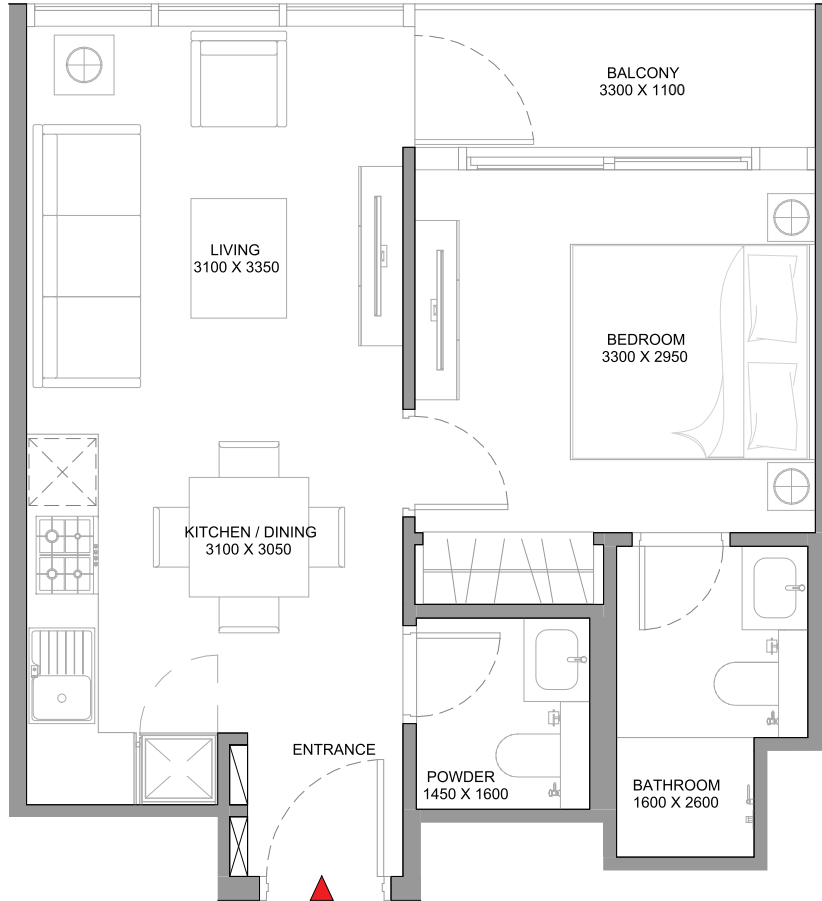 BALCONY
3300 X 1100
LIVING
3100 X 3350
BEDROOM
3300 X 2950
KITCHEN / DINING
3100 X 3050
ENTRANCE
POWDER
1450 X 1600
BATHROOM
1600 X 2600